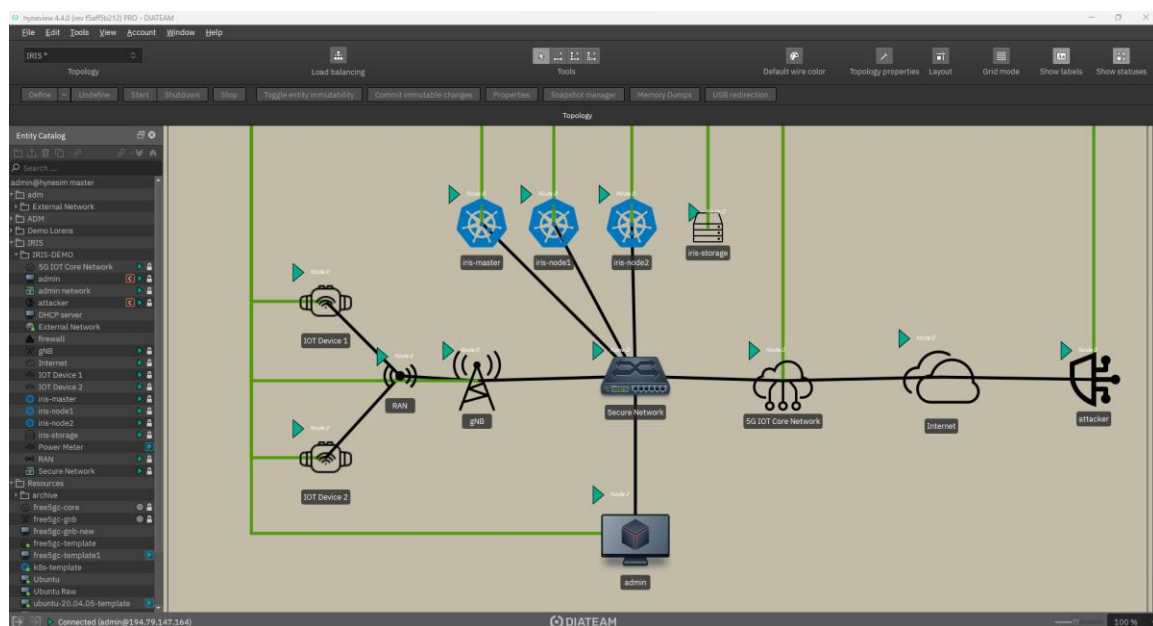 hyneview 4.4.0 (rev f5aff5b212) PRO - DIATEAM
File Edit Tools View Account Window Help
IRIS *
Topology
Load balancing
Tools
Default wire color
Topology properties
Layout
Grid mode
Show labels
Show statuses
Define Undefine Start Shutdown Stop Toggle entity immutability Commit immutable changes Properties Snapshot manager Memory Dumps USB redirection
Topology
Entity Catalog
Search ...
admin@hynesim master
adm
External Network
ADM
Demo Lorens
IRIS
IRIS-DEMO
5G IOT Core Network
admin
admin network
attacker
DHCP server
External Network
firewall
gNB
Internet
IOT Device 1
IOT Device 2
iris-master
iris-node1
iris-node2
iris-storage
Power Meter
RAN
Secure Network
Resources
archive
free5gc-core
free5gc-gnb
free5gc-gnb-new
free5gc-template
free5gc-template1
k8s-template
Ubuntu
Ubuntu Raw
ubuntu-20.04.05-template
iris-master
iris-node1
iris-node2
iris-storage
IOT Device 1
RAN
gNB
Secure Network
5G IOT Core Network
Internet
attacker
IOT Device 2
admin
Connected (admin@194.79.147.164)
DIATEAM
100 %